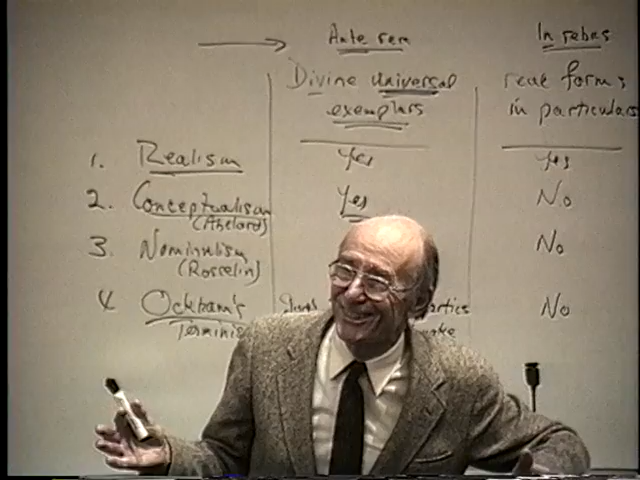 Ante rem In rebus
Divine universal real forms
exemplars in particulars
1. Realism yes yes
2. Conceptualism Yes No
(Abelard)
3. Nominalism No
(Roscelin)
4 Ockham's No
Terminis